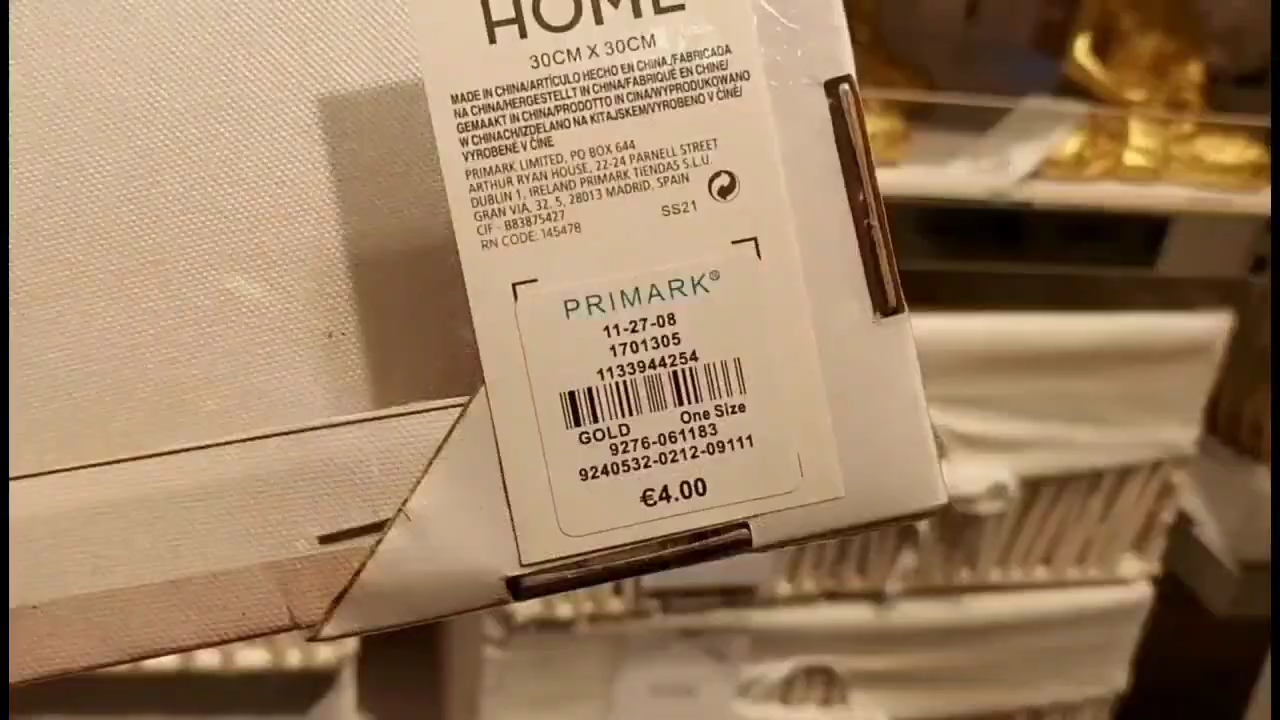 HOME
30CM X 30CM
MADE IN CHINA/ARTÍCULO HECHO EN CHINA./FABRICADA
NA CHINA/HERGESTELLT IN CHINA/FABRIQUÉ EN CHINE/
GEMAAKT IN CHINA/PRODOTTO IN CINA/WYPRODUKOWANO
W CHINACH/IZDELANO NA KITAJSKEM/VYROBENO V ČÍNĚ/
VYROBENÉ V ČÍNE
PRIMARK LIMITED, PO BOX 644
ARTHUR RYAN HOUSE, 22-24 PARNELL STREET
DUBLIN 1, IRELAND PRIMARK TIENDAS S.L.U.
GRAN VIA, 32, 5, 28013 MADRID, SPAIN
CIF - B83875427
RN CODE: 145478
SS21
PRIMARK®
11-27-08
1701305
1133944254
GOLD One Size
9276-061183
9240532-0212-09111
€4.00